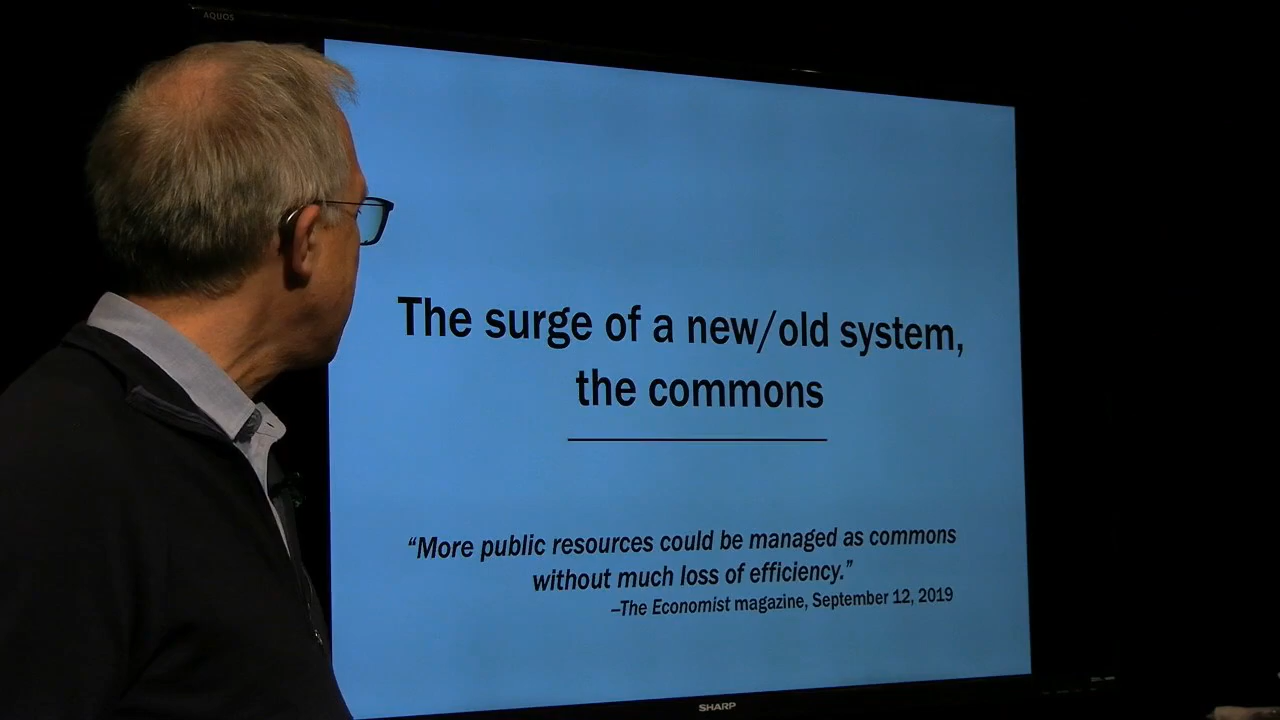 AQUOS
The surge of a new/old system,
the commons
“More public resources could be managed as commons
without much loss of efficiency.”
–The Economist magazine, September 12, 2019
SHARP